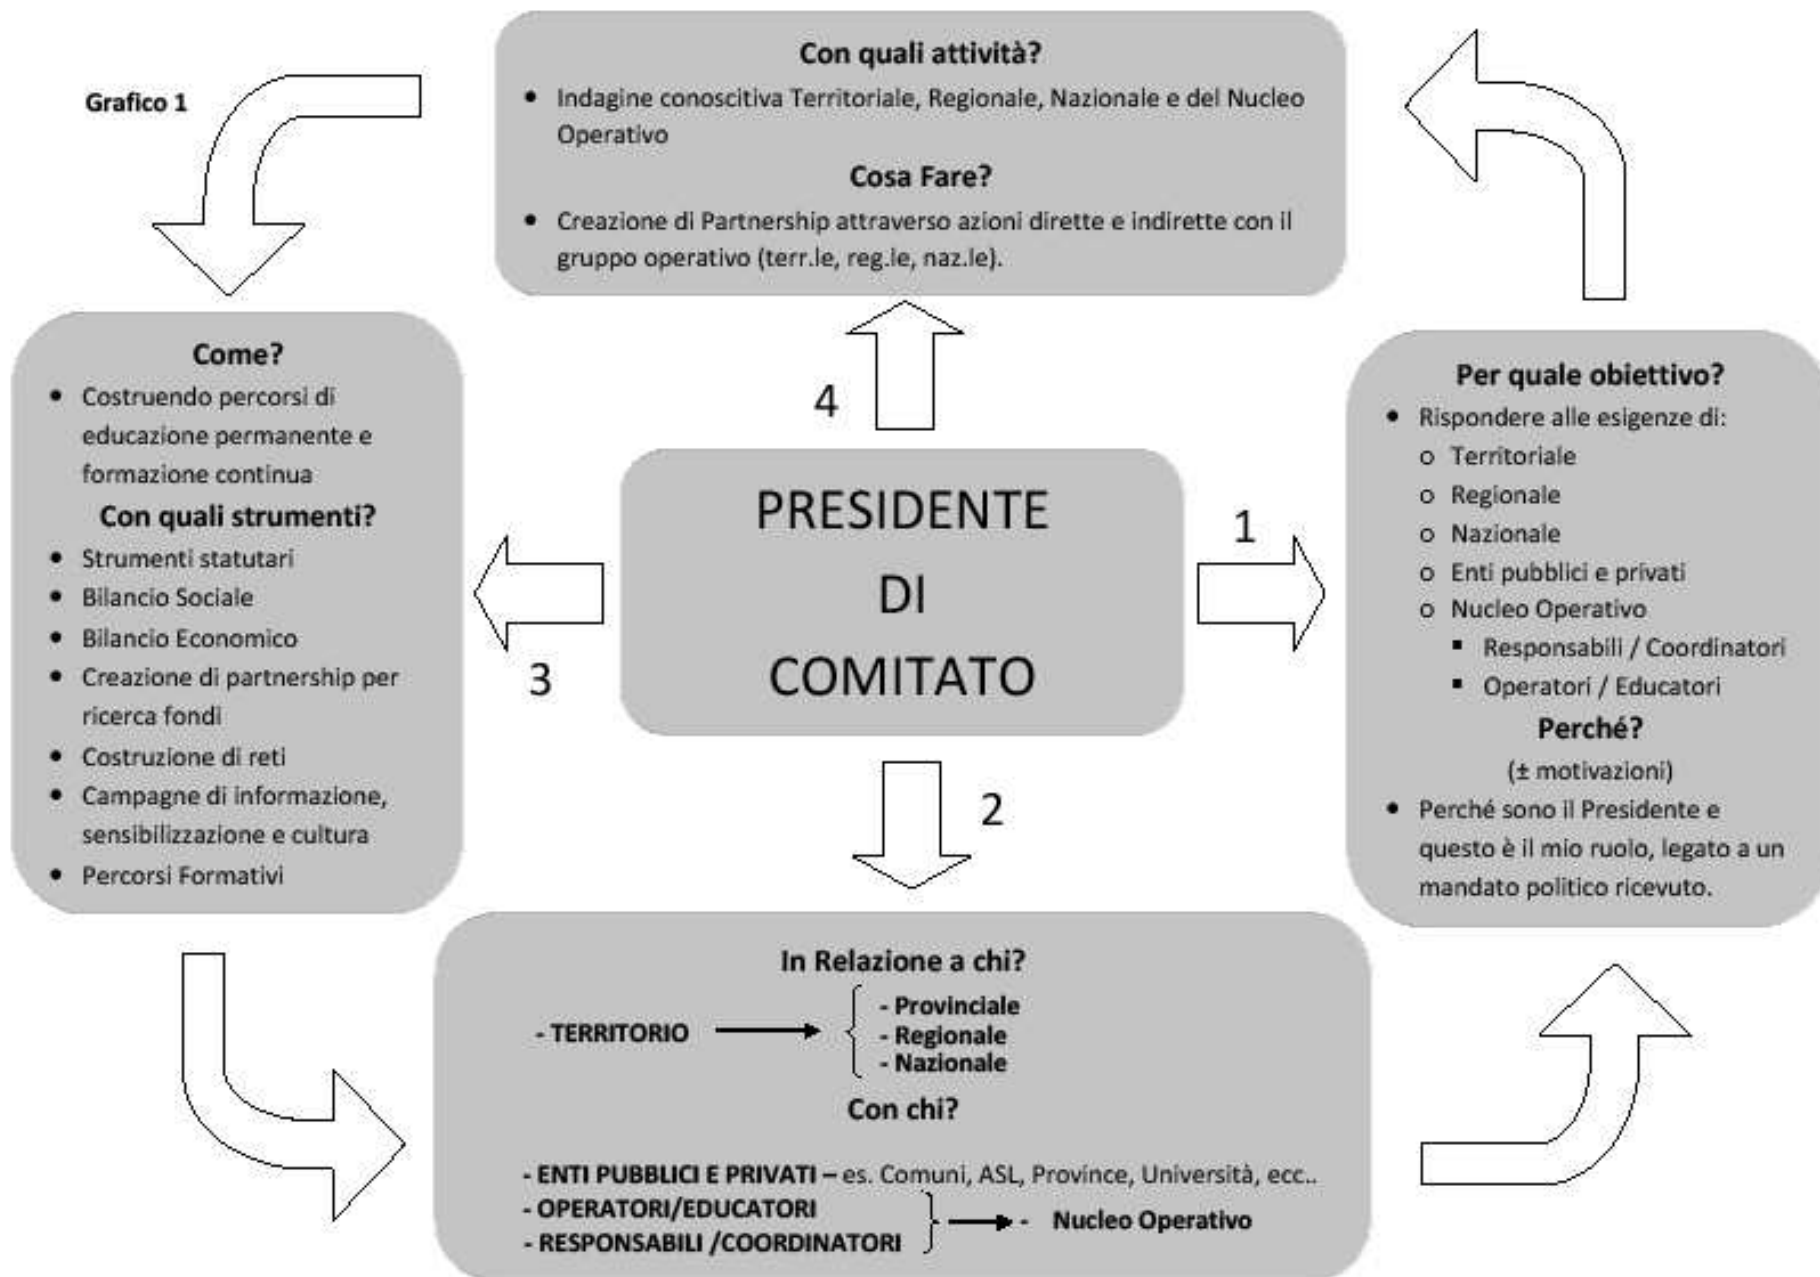 Grafico 1
Con quali attività?
• Indagine conoscitiva Territoriale, Regionale, Nazionale e del Nucleo
Operativo
Cosa Fare?
• Creazione di Partnership attraverso azioni dirette e indirette con il
gruppo operativo (terr.le, reg.le, naz.le).
Come?
• Costruendo percorsi di
educazione permanente e
formazione continua
Con quali strumenti?
• Strumenti statutari
• Bilancio Sociale
• Bilancio Economico
• Creazione di partnership per
ricerca fondi
• Costruzione di reti
• Campagne di informazione,
sensibilizzazione e cultura
• Percorsi Formativi
4
PRESIDENTE
DI
COMITATO
1
3
2
Per quale obiettivo?
• Rispondere alle esigenze di:
o Territoriale
o Regionale
o Nazionale
o Enti pubblici e privati
o Nucleo Operativo
▪ Responsabili / Coordinatori
▪ Operatori / Educatori
Perché?
(± motivazioni)
• Perché sono il Presidente e
questo è il mio ruolo, legato a un
mandato politico ricevuto.
In Relazione a chi?
- TERRITORIO
- Provinciale
- Regionale
- Nazionale
Con chi?
- ENTI PUBBLICI E PRIVATI – es. Comuni, ASL, Province, Università, ecc..
- OPERATORI/EDUCATORI
- RESPONSABILI /COORDINATORI
- Nucleo Operativo